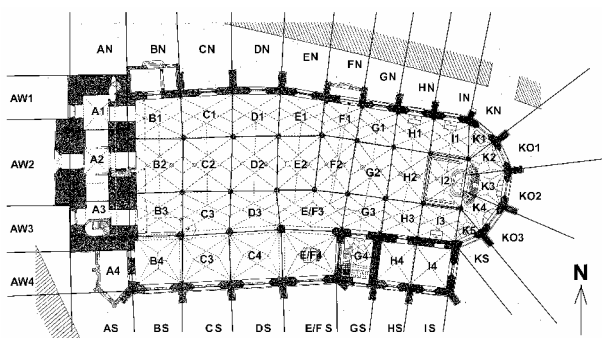 AN BN CN DN EN FN GN HN IN KN
AW1 A1 B1 C1 D1 E1 F1 G1 H1 I1 K1 KO1
AW2 A2 B2 C2 D2 E2 F2 G2 H2 I2 K2 K3 KO2
AW3 A3 B3 C3 D3 E/F3 G3 H3 I3 K4 K5 KO3
AW4 A4 B4 C3 C4 E/F4 G4 H4 I4 KS
AS BS CS DS E/F S GS HS IS
N